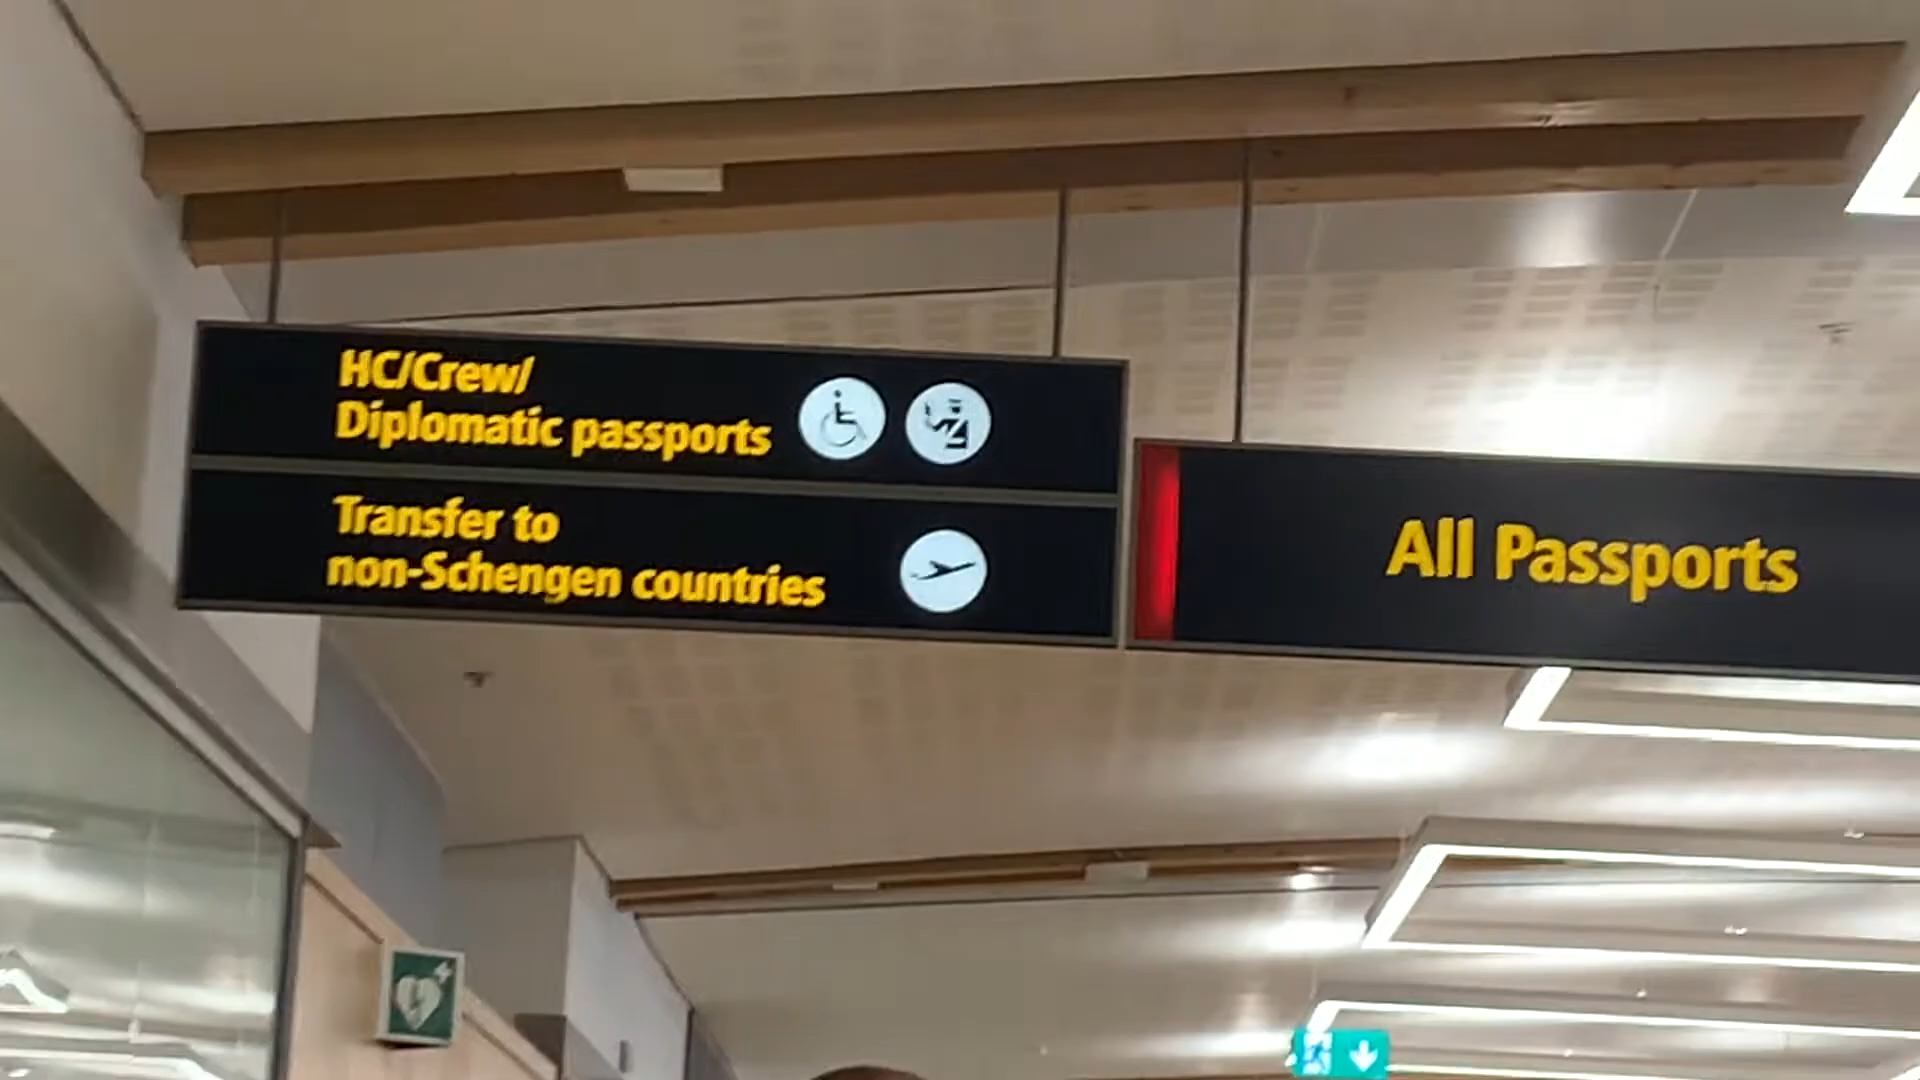 HC/Crew/
Diplomatic passports
Transfer to
non-Schengen countries
All Passports